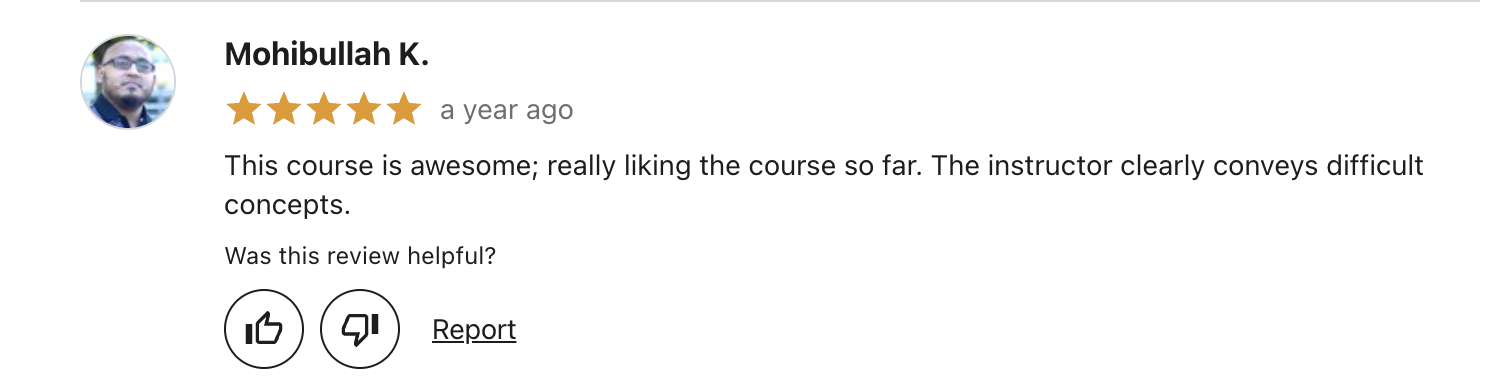 Mohibullah K.
a year ago
This course is awesome; really liking the course so far. The instructor clearly conveys difficult
concepts.
Was this review helpful?
Report